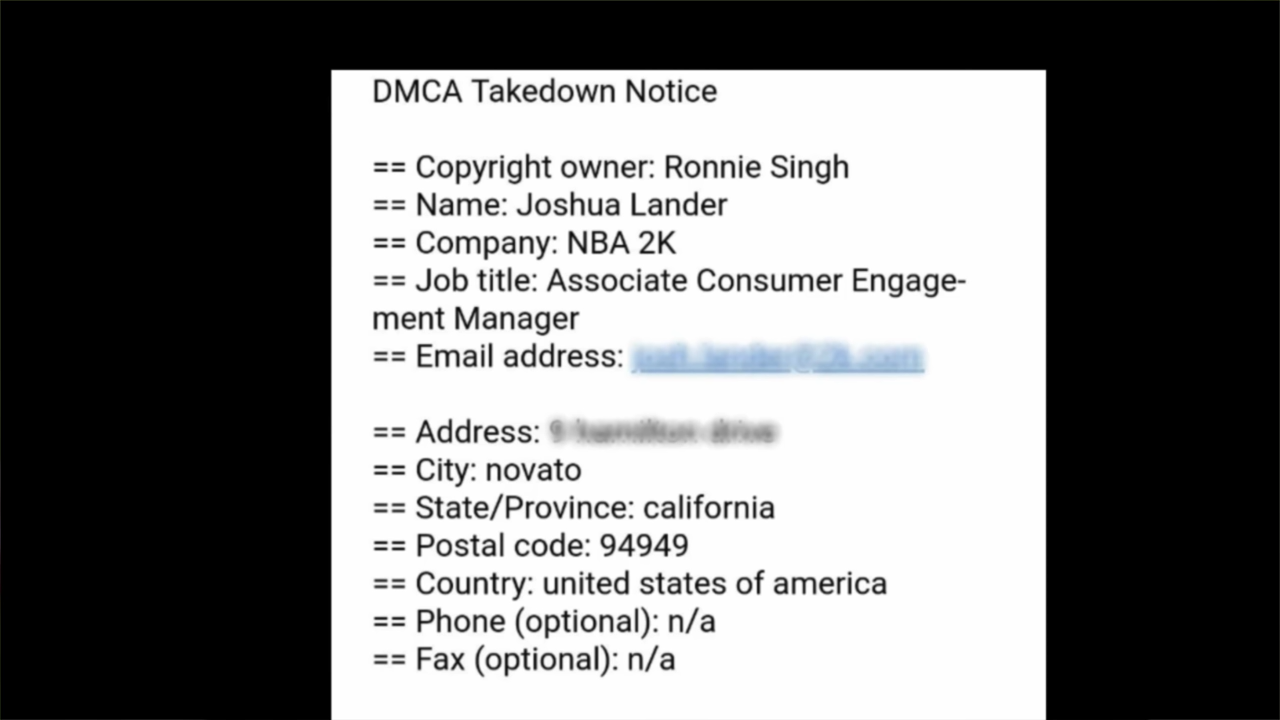 DMCA Takedown Notice
== Copyright owner: Ronnie Singh
== Name: Joshua Lander
== Company: NBA 2K
== Job title: Associate Consumer Engage-
ment Manager
== Email address:
== Address:
== City: novato
== State/Province: california
== Postal code: 94949
== Country: united states of america
== Phone (optional): n/a
== Fax (optional): n/a